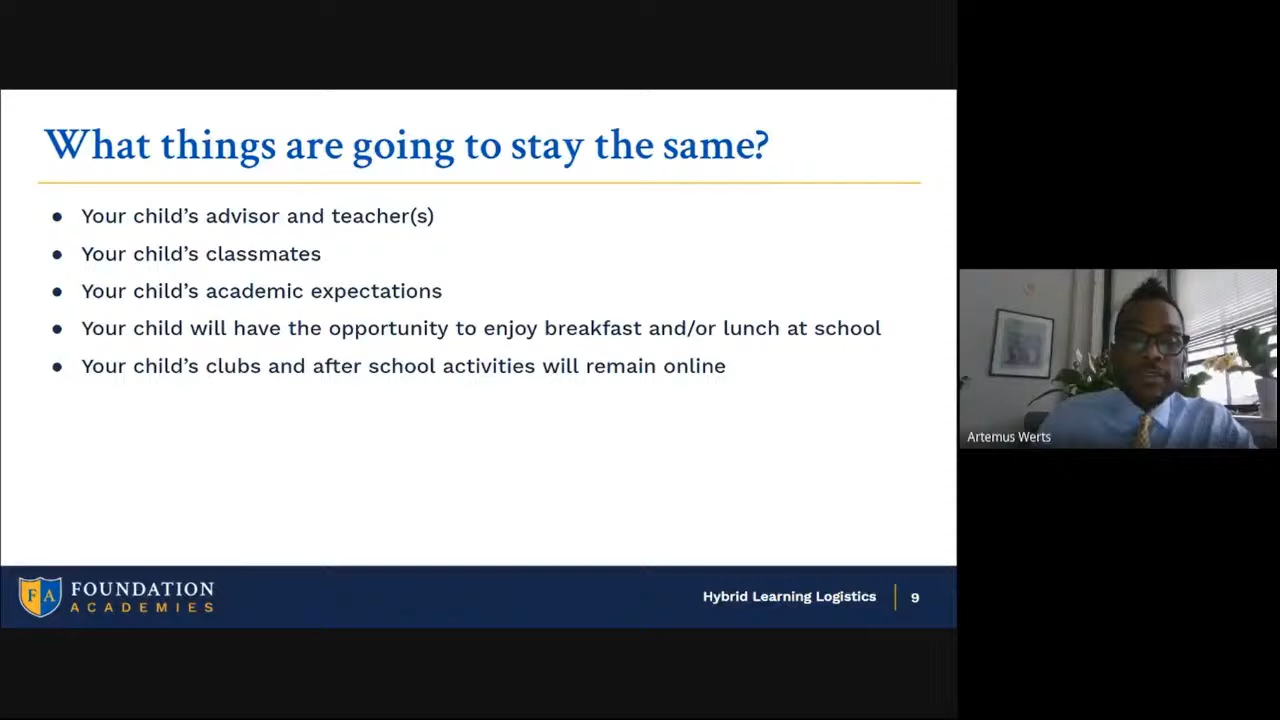 What things are going to stay the same?
● Your child’s advisor and teacher(s)
● Your child’s classmates
● Your child’s academic expectations
● Your child will have the opportunity to enjoy breakfast and/or lunch at school
● Your child’s clubs and after school activities will remain online
Artemus Werts
FA
FOUNDATION
ACADEMIES
Hybrid Learning Logistics
9